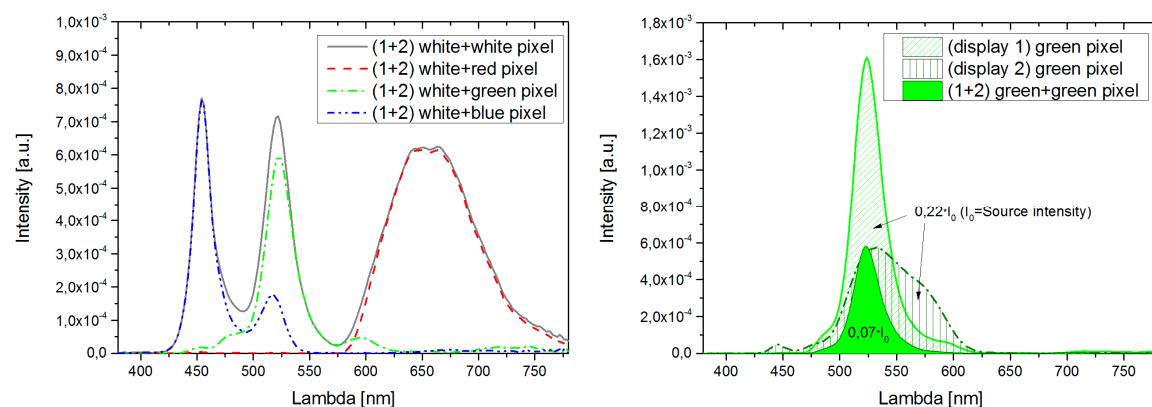 9,0x10⁻⁴
8,0x10⁻⁴
7,0x10⁻⁴
6,0x10⁻⁴
5,0x10⁻⁴
4,0x10⁻⁴
3,0x10⁻⁴
2,0x10⁻⁴
1,0x10⁻⁴
0,0
Intensity [a.u.]
(1+2) white+white pixel
(1+2) white+red pixel
(1+2) white+green pixel
(1+2) white+blue pixel
400 450 500 550 600 650 700 750
Lambda [nm]
1,8x10⁻³
1,6x10⁻³
1,4x10⁻³
1,2x10⁻³
1,0x10⁻³
8,0x10⁻⁴
6,0x10⁻⁴
4,0x10⁻⁴
2,0x10⁻⁴
0,0
Intensity [a.u.]
(display 1) green pixel
(display 2) green pixel
(1+2) green+green pixel
0,22*I₀ (I₀=Source intensity)
0,07*I₀
400 450 500 550 600 650 700 750
Lambda [nm]